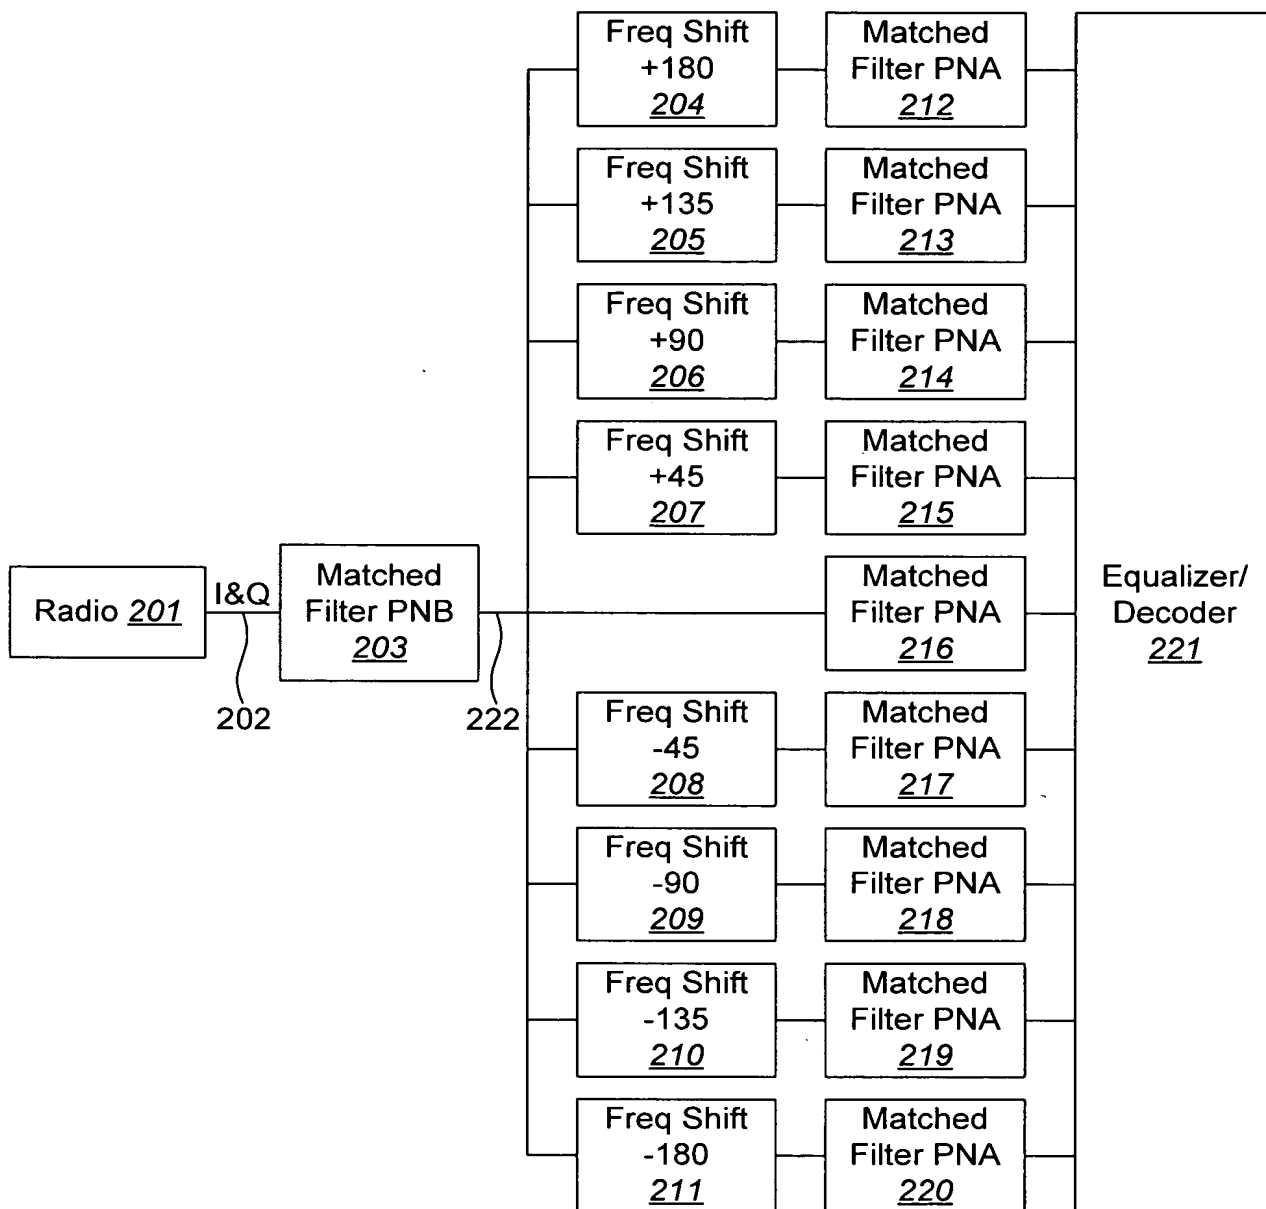 Freq Shift
+180
204
Matched
Filter PNA
212
Freq Shift
+135
205
Matched
Filter PNA
213
Freq Shift
+90
206
Matched
Filter PNA
214
Freq Shift
+45
207
Matched
Filter PNA
215
Radio 201
I&Q
202
Matched
Filter PNB
203
222
Matched
Filter PNA
216
Equalizer/
Decoder
221
Freq Shift
-45
208
Matched
Filter PNA
217
Freq Shift
-90
209
Matched
Filter PNA
218
Freq Shift
-135
210
Matched
Filter PNA
219
Freq Shift
-180
211
Matched
Filter PNA
220